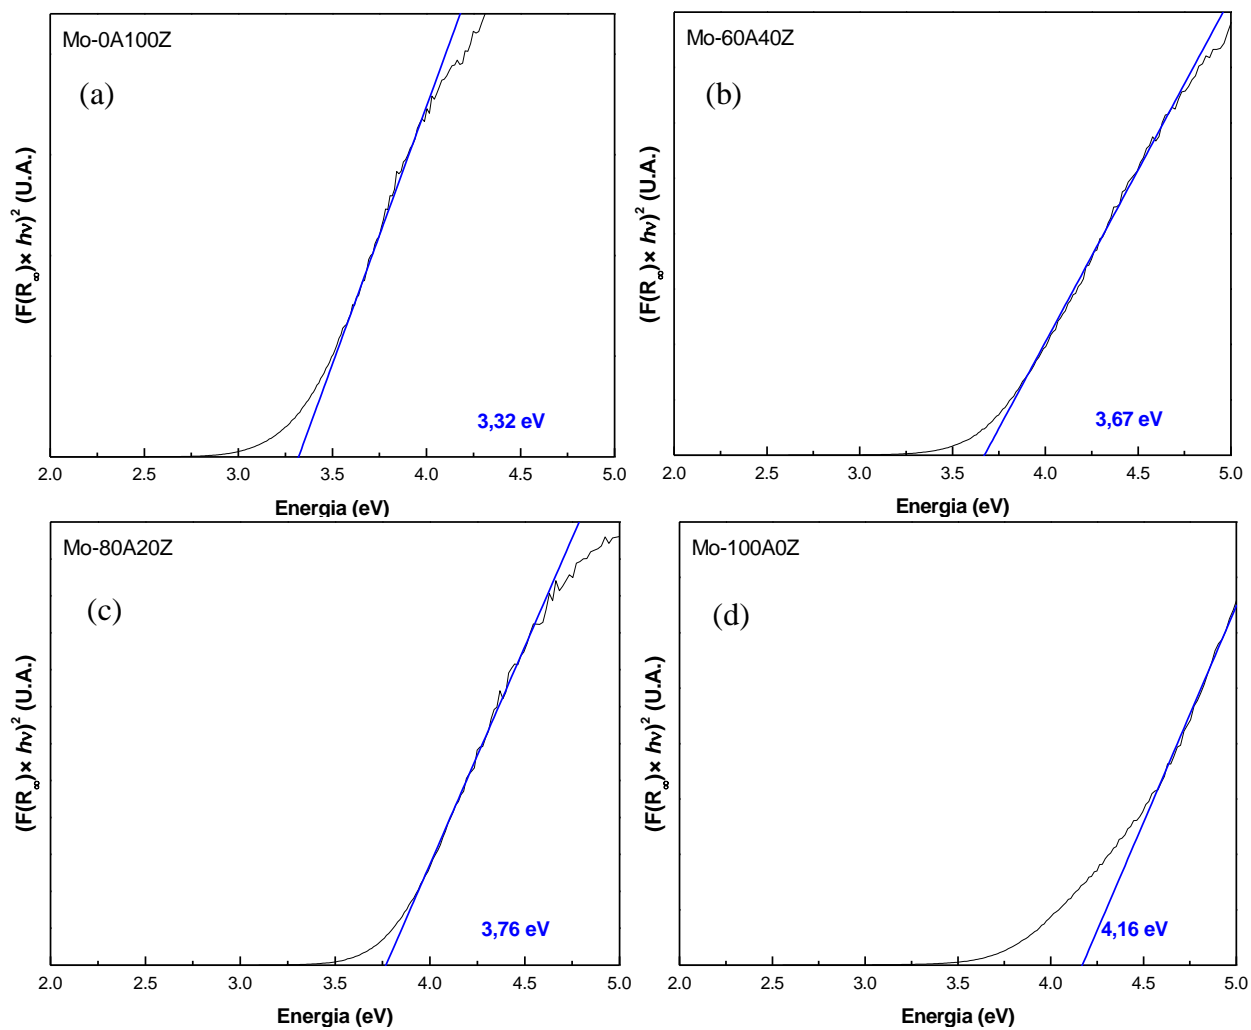 Mo-0A100Z
(a)
(F(R∞)× hν)² (U.A.)
3,32 eV
2.0 2.5 3.0 3.5 4.0 4.5 5.0
Energia (eV)
Mo-60A40Z
(b)
(F(R∞)× hν)² (U.A.)
3,67 eV
2.0 2.5 3.0 3.5 4.0 4.5 5.0
Energia (eV)
Mo-80A20Z
(c)
(F(R∞)× hν)² (U.A.)
3,76 eV
2.0 2.5 3.0 3.5 4.0 4.5 5.0
Energia (eV)
Mo-100A0Z
(d)
(F(R∞)× hν)² (U.A.)
4,16 eV
2.0 2.5 3.0 3.5 4.0 4.5 5.0
Energia (eV)